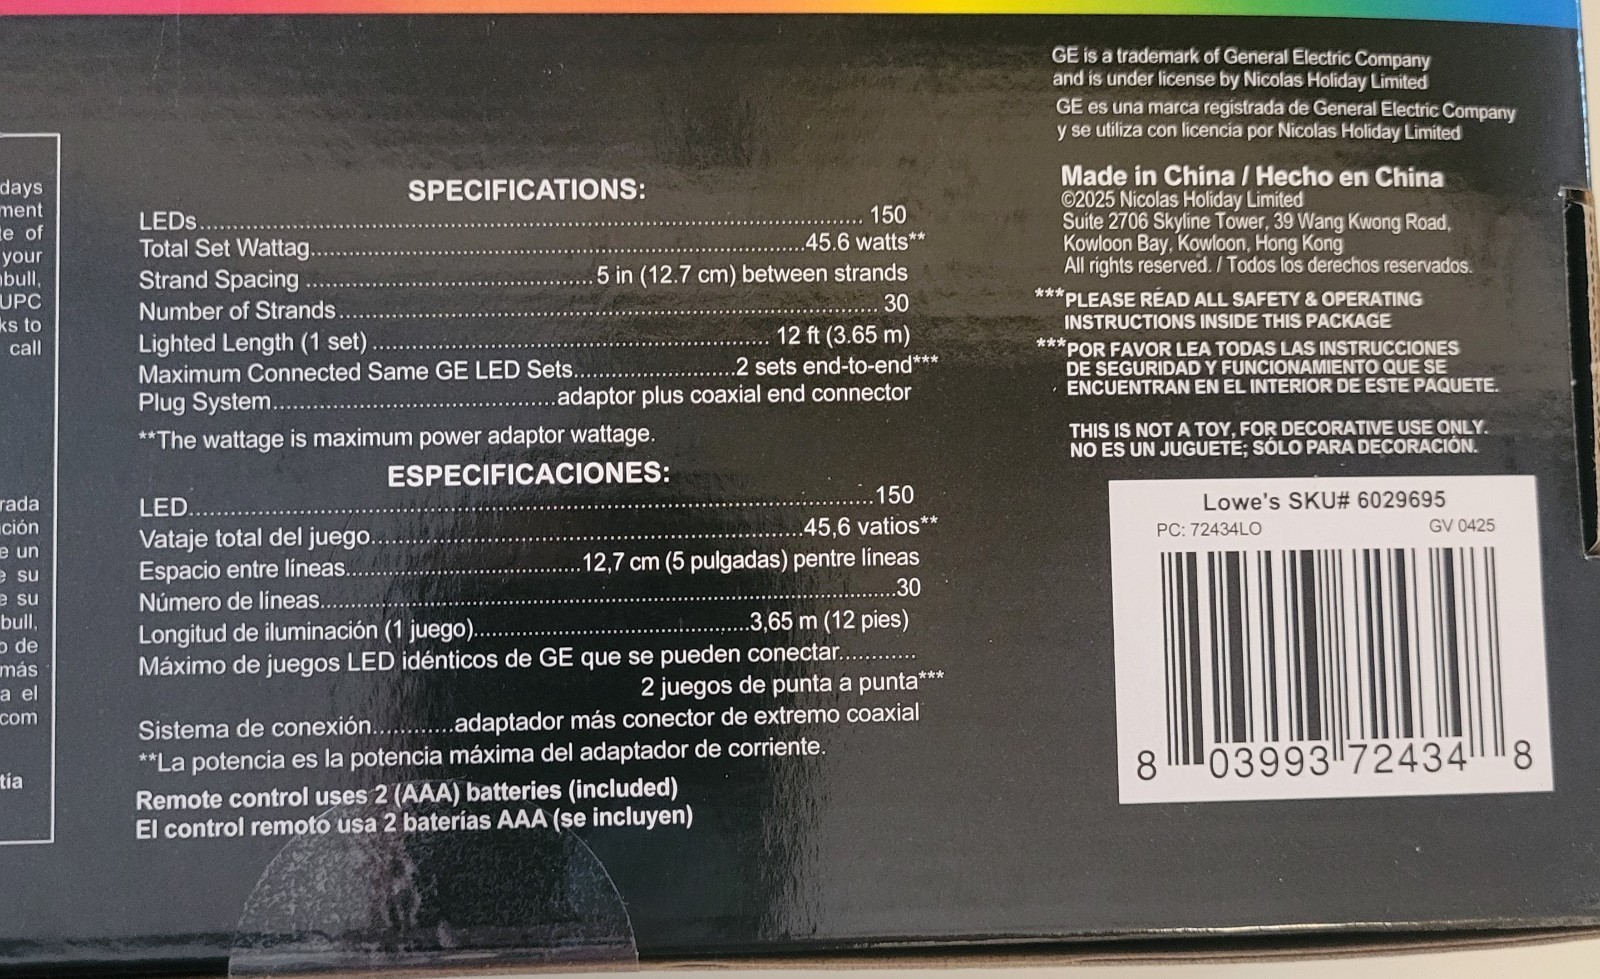 days
ment
te of
your
bull,
UPC
ks to
call
rada
ción
e un
e su
e su
bull,
o de
más
a el
com
tía
SPECIFICATIONS:
LEDs.......... 150
Total Set Wattag..........45.6 watts**
Strand Spacing ..........5 in (12.7 cm) between strands
Number of Strands.......... 30
Lighted Length (1 set) .......... 12 ft (3.65 m)
Maximum Connected Same GE LED Sets..........2 sets end-to-end***
Plug System..........adaptor plus coaxial end connector
**The wattage is maximum power adaptor wattage.
ESPECIFICACIONES:
LED..........150
Vataje total del juego..........45,6 vatios**
Espacio entre líneas..........12,7 cm (5 pulgadas) pentre líneas
Número de líneas..........30
Longitud de iluminación (1 juego)..........3,65 m (12 pies)
Máximo de juegos LED idénticos de GE que se pueden conectar............
2 juegos de punta a punta***
Sistema de conexión............adaptador más conector de extremo coaxial
**La potencia es la potencia máxima del adaptador de corriente.
Remote control uses 2 (AAA) batteries (included)
El control remoto usa 2 baterías AAA (se incluyen)
GE is a trademark of General Electric Company
and is under license by Nicolas Holiday Limited
GE es una marca registrada de General Electric Company
y se utiliza con licencia por Nicolas Holiday Limited
Made in China / Hecho en China
©2025 Nicolas Holiday Limited
Suite 2706 Skyline Tower, 39 Wang Kwong Road,
Kowloon Bay, Kowloon, Hong Kong
All rights reserved. / Todos los derechos reservados.
***PLEASE READ ALL SAFETY & OPERATING
INSTRUCTIONS INSIDE THIS PACKAGE
***POR FAVOR LEA TODAS LAS INSTRUCCIONES
DE SEGURIDAD Y FUNCIONAMIENTO QUE SE
ENCUENTRAN EN EL INTERIOR DE ESTE PAQUETE.
THIS IS NOT A TOY, FOR DECORATIVE USE ONLY.
NO ES UN JUGUETE; SÓLO PARA DECORACIÓN.
Lowe's SKU# 6029695
PC: 72434LO GV 0425
8 03993 72434 8